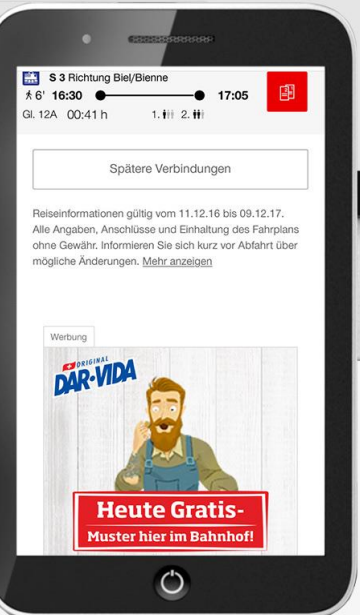 S 3 Richtung Biel/Bienne
6' 16:30 17:05
Gl. 12A 00:41 h 1. 2.
Spätere Verbindungen
Reiseinformationen gültig vom 11.12.16 bis 09.12.17.
Alle Angaben, Anschlüsse und Einhaltung des Fahrplans
ohne Gewähr. Informieren Sie sich kurz vor Abfahrt über
mögliche Änderungen. Mehr anzeigen
Werbung
ORIGINAL
DAR·VIDA
Heute Gratis-
Muster hier im Bahnhof!